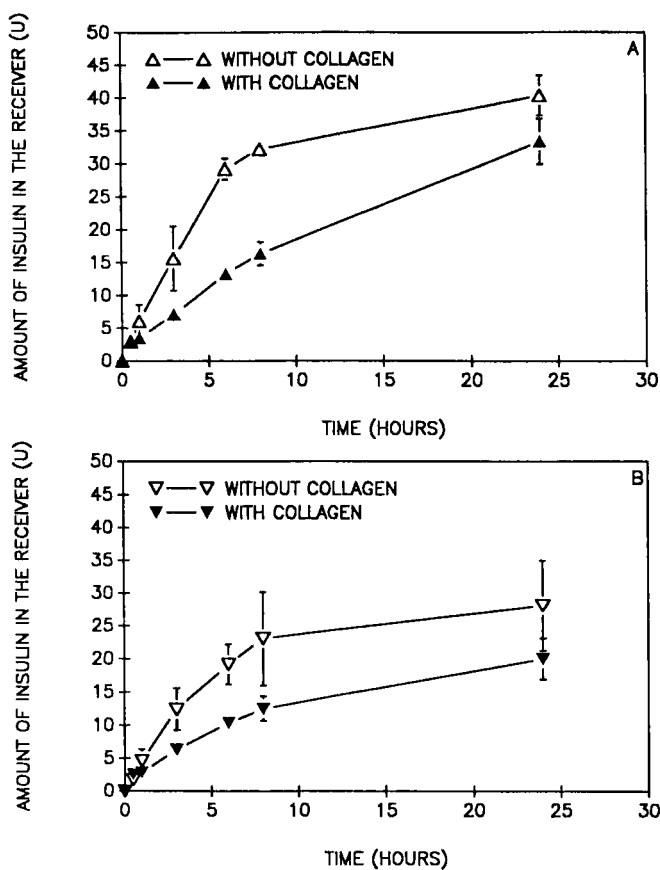 AMOUNT OF INSULIN IN THE RECEIVER (U)
50
45
40
35
30
25
20
15
10
5
0
WITHOUT COLLAGEN
WITH COLLAGEN
A
0 5 10 15 20 25 30
TIME (HOURS)
AMOUNT OF INSULIN IN THE RECEIVER (U)
50
45
40
35
30
25
20
15
10
5
0
WITHOUT COLLAGEN
WITH COLLAGEN
B
0 5 10 15 20 25 30
TIME (HOURS)